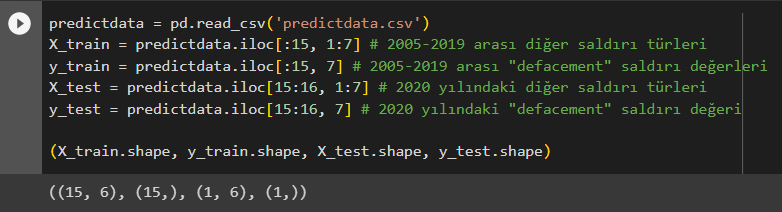 predictdata = pd.read_csv('predictdata.csv')
X_train = predictdata.iloc[:15, 1:7] # 2005-2019 arası diğer saldırı türleri
y_train = predictdata.iloc[:15, 7] # 2005-2019 arası "defacement" saldırı değerleri
X_test = predictdata.iloc[15:16, 1:7] # 2020 yılındaki diğer saldırı türleri
y_test = predictdata.iloc[15:16, 7] # 2020 yılındaki "defacement" saldırı değeri
(X_train.shape, y_train.shape, X_test.shape, y_test.shape)
((15, 6), (15,), (1, 6), (1,))